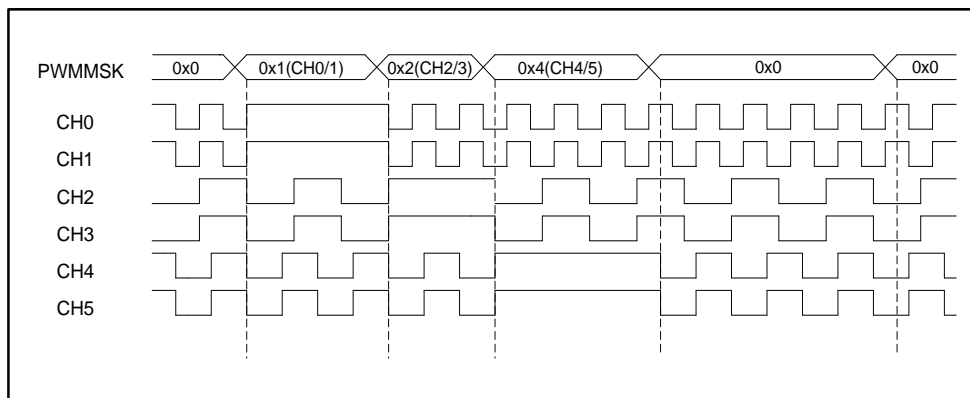 PWMMSK 0x0 0x1(CH0/1) 0x2(CH2/3) 0x4(CH4/5) 0x0 0x0
CH0
CH1
CH2
CH3
CH4
CH5